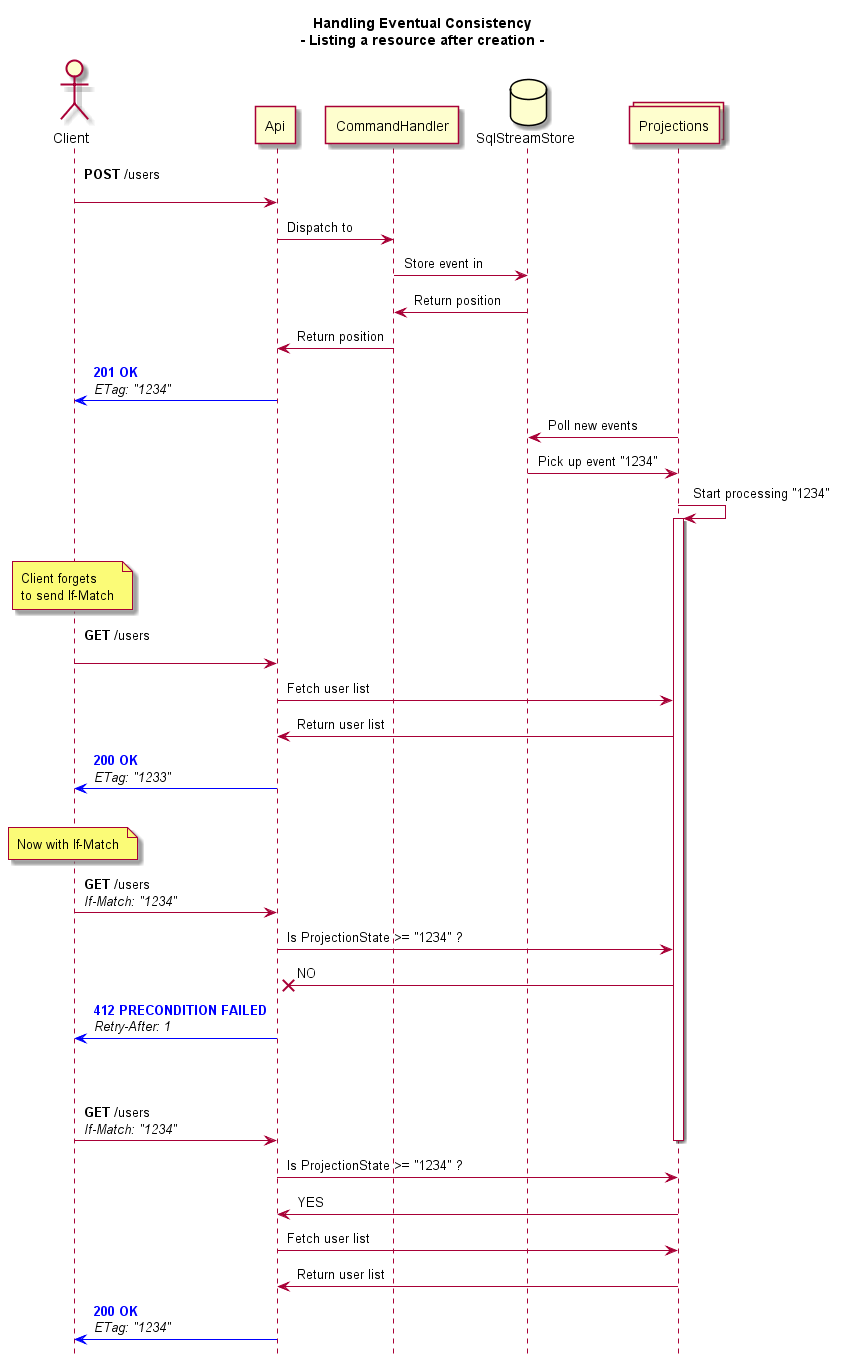 Handling Eventual Consistency
- Listing a resource after creation -
Client
Api
CommandHandler
SqlStreamStore
Projections
POST /users
Dispatch to
Store event in
Return position
Return position
201 OK
ETag: "1234"
Poll new events
Pick up event "1234"
Start processing "1234"
Client forgets
to send If-Match
GET /users
Fetch user list
Return user list
200 OK
ETag: "1233"
Now with If-Match
GET /users
If-Match: "1234"
Is ProjectionState >= "1234" ?
NO
412 PRECONDITION FAILED
Retry-After: 1
GET /users
If-Match: "1234"
Is ProjectionState >= "1234" ?
YES
Fetch user list
Return user list
200 OK
ETag: "1234"